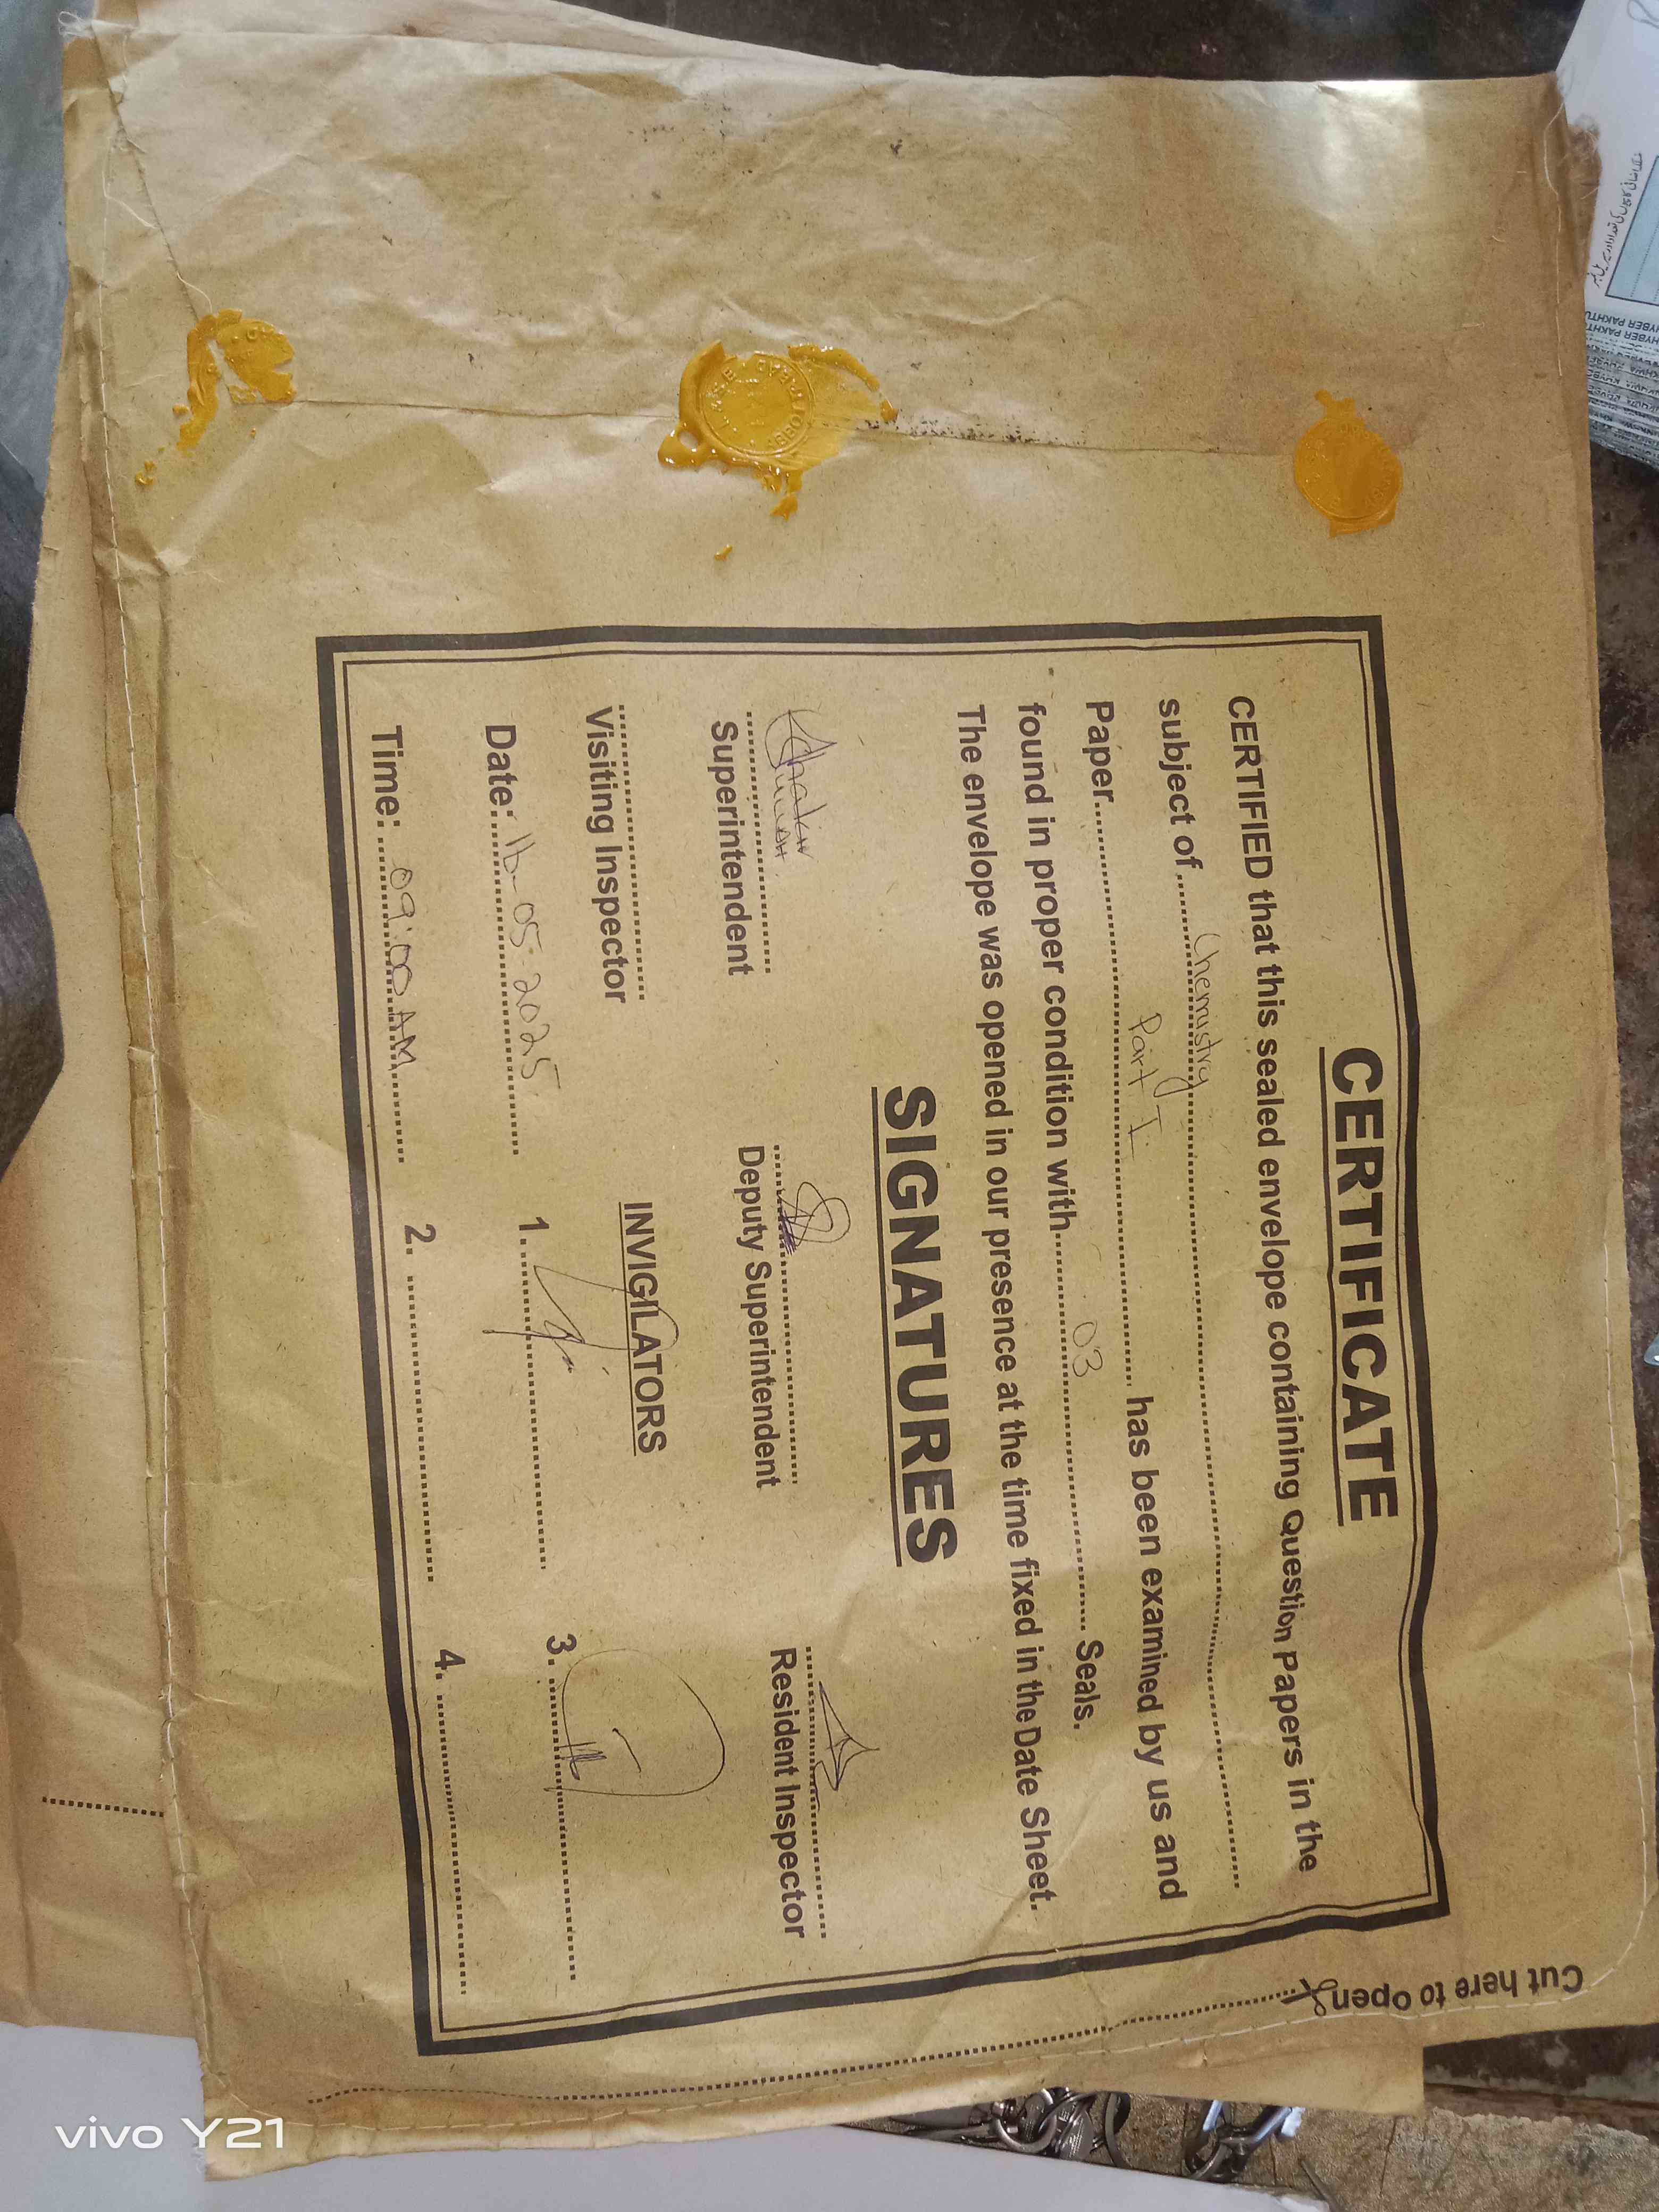 CERTIFICATE
CERTIFIED that this sealed envelope containing Question Papers in the
subject of Chemistry
Paper Part I has been examined by us and
found in proper condition with 03 Seals.
The envelope was opened in our presence at the time fixed in the Date Sheet.
SIGNATURES
Superintendent
Deputy Superintendent
Resident Inspector
Visiting Inspector
INVIGILATORS
Date: 16-05-2025
1.
3.
Time: 09:00 AM
2.
4.
Cut here to Open
vivo Y21